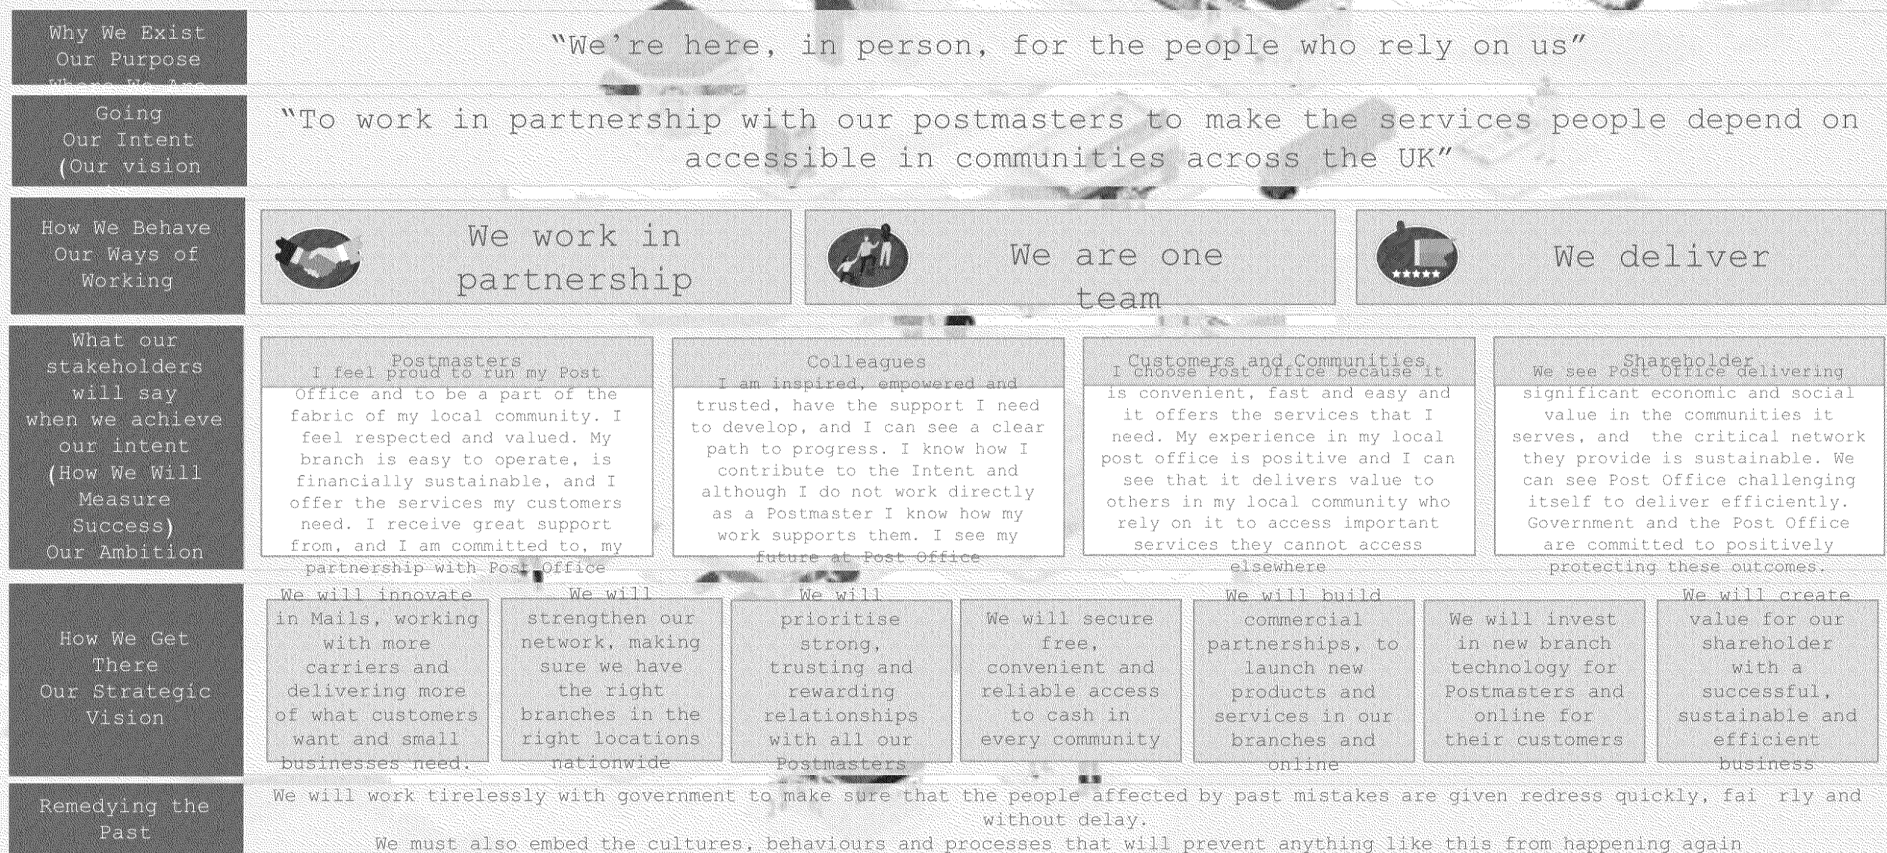 Why We Exist
Our Purpose
"We're here, in person, for the people who rely on us"
Where We Are
Going
Our Intent
(Our vision
"To work in partnership with our postmasters to make the services people depend on
accessible in communities across the UK"
How We Behave
Our Ways of
Working
We work in
partnership
We are one
team
We deliver
What our
stakeholders
will say
when we achieve
our intent
(How We Will
Measure
Success)
Our Ambition
Postmasters
I feel proud to run my Post
Office and to be a part of the
fabric of my local community. I
feel respected and valued. My
branch is easy to operate, is
financially sustainable, and I
offer the services my customers
need. I receive great support
from, and I am committed to, my
partnership with Post Office
Colleagues
I am inspired, empowered and
trusted, have the support I need
to develop, and I can see a clear
path to progress. I know how I
contribute to the Intent and
although I do not work directly
as a Postmaster I know how my
work supports them. I see my
future at Post Office
Customers and Communities
I choose Post Office because it
is convenient, fast and easy and
it offers the services that I
need. My experience in my local
post office is positive and I can
see that it delivers value to
others in my local community who
rely on it to access important
services they cannot access
elsewhere
Shareholder
We see Post Office delivering
significant economic and social
value in the communities it
serves, and the critical network
they provide is sustainable. We
can see Post Office challenging
itself to deliver efficiently.
Government and the Post Office
are committed to positively
protecting these outcomes.
How We Get
There
Our Strategic
Vision
We will innovate
in Mails, working
with more
carriers and
delivering more
of what customers
want and small
businesses need.
We will
strengthen our
network, making
sure we have
the right
branches in the
right locations
nationwide
We will
prioritise
strong,
trusting and
rewarding
relationships
with all our
Postmasters
We will secure
free,
convenient and
reliable access
to cash in
every community
We will build
commercial
partnerships, to
launch new
products and
services in our
branches and
online
We will invest
in new branch
technology for
Postmasters and
online for
their customers
We will create
value for our
shareholder
with a
successful,
sustainable and
efficient
business
Remedying the
Past
We will work tirelessly with government to make sure that the people affected by past mistakes are given redress quickly, fai rly and
without delay.
We must also embed the cultures, behaviours and processes that will prevent anything like this from happening again